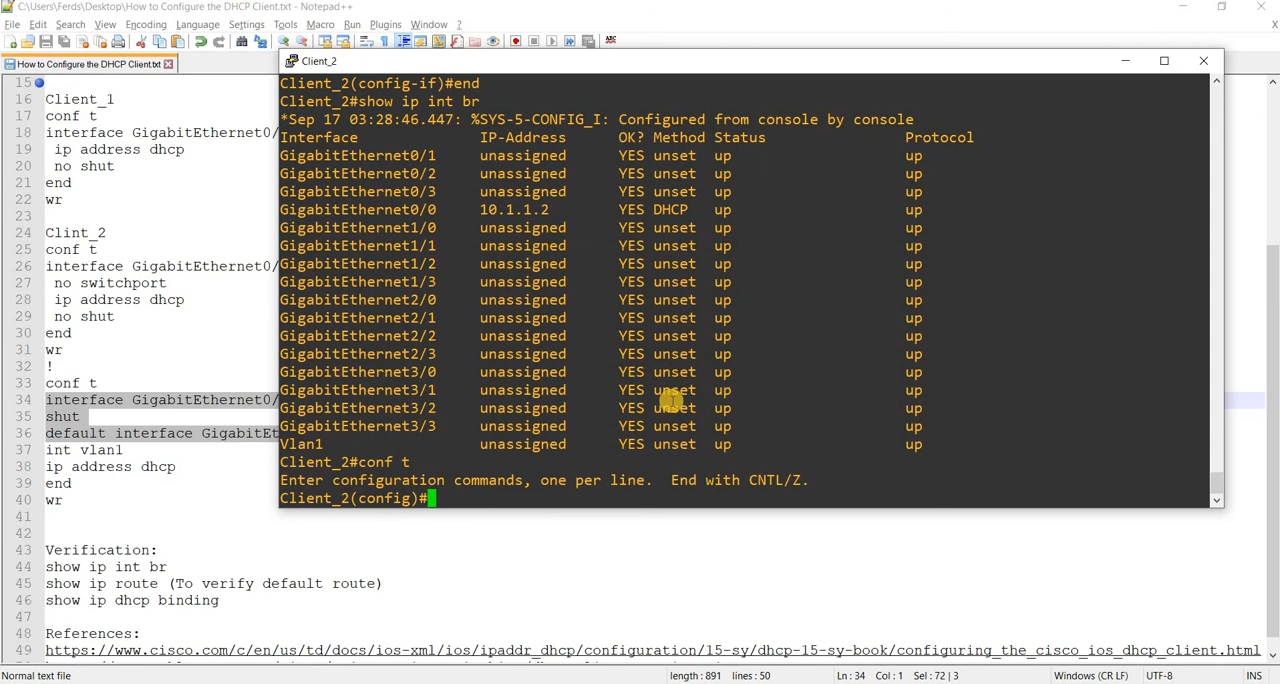 C:\Users\Ferds\Desktop\How to Configure the DHCP Client.txt - Notepad++
File Edit Search View Encoding Language Settings Tools Macro Run Plugins Window ?
X
ABC
How to Configure the DHCP Client.txt
Client_2
15
16 Client_1
17 conf t
18 interface GigabitEthernet0/
19 ip address dhcp
20 no shut
21 end
22 wr
23
24 Clint_2
25 conf t
26 interface GigabitEthernet0/
27 no switchport
28 ip address dhcp
29 no shut
30 end
31 wr
32 !
33 conf t
34 interface GigabitEthernet0/
35 shut
36 default interface GigabitEt
37 int vlan1
38 ip address dhcp
39 end
40 wr
41
42
43 Verification:
44 show ip int br
45 show ip route (To verify default route)
46 show ip dhcp binding
47
48 References:
49 https://www.cisco.com/c/en/us/td/docs/ios-xml/ios/ipaddr_dhcp/configuration/15-sy/dhcp-15-sy-book/configuring_the_cisco_ios_dhcp_client.html
Client_2(config-if)#end
Client_2#show ip int br
*Sep 17 03:28:46.447: %SYS-5-CONFIG_I: Configured from console by console
Interface IP-Address OK? Method Status Protocol
GigabitEthernet0/1 unassigned YES unset up up
GigabitEthernet0/2 unassigned YES unset up up
GigabitEthernet0/3 unassigned YES unset up up
GigabitEthernet0/0 10.1.1.2 YES DHCP up up
GigabitEthernet1/0 unassigned YES unset up up
GigabitEthernet1/1 unassigned YES unset up up
GigabitEthernet1/2 unassigned YES unset up up
GigabitEthernet1/3 unassigned YES unset up up
GigabitEthernet2/0 unassigned YES unset up up
GigabitEthernet2/1 unassigned YES unset up up
GigabitEthernet2/2 unassigned YES unset up up
GigabitEthernet2/3 unassigned YES unset up up
GigabitEthernet3/0 unassigned YES unset up up
GigabitEthernet3/1 unassigned YES unset up up
GigabitEthernet3/2 unassigned YES unset up up
GigabitEthernet3/3 unassigned YES unset up up
Vlan1 unassigned YES unset up up
Client_2#conf t
Enter configuration commands, one per line. End with CNTL/Z.
Client_2(config)#
Normal text file length : 891 lines : 50 Ln : 34 Col : 1 Sel : 72 | 3 Windows (CR LF) UTF-8 INS